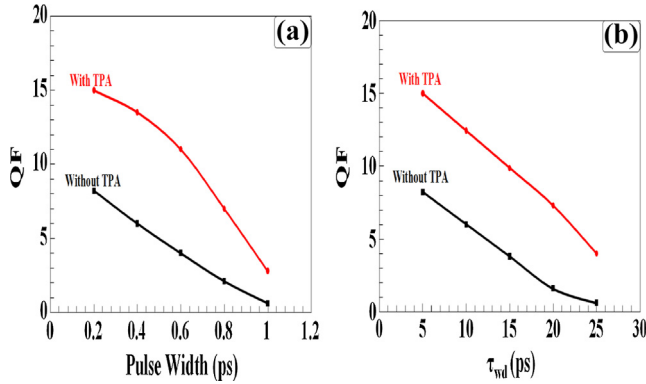 20
(a)
With TPA
15
QF
10
Without TPA
5
0
0.2 0.4 0.6 0.8 1 1.2
Pulse Width (ps)
20
(b)
With TPA
15
QF
10
Without TPA
5
0
0 5 10 15 20 25 30
τwd (ps)